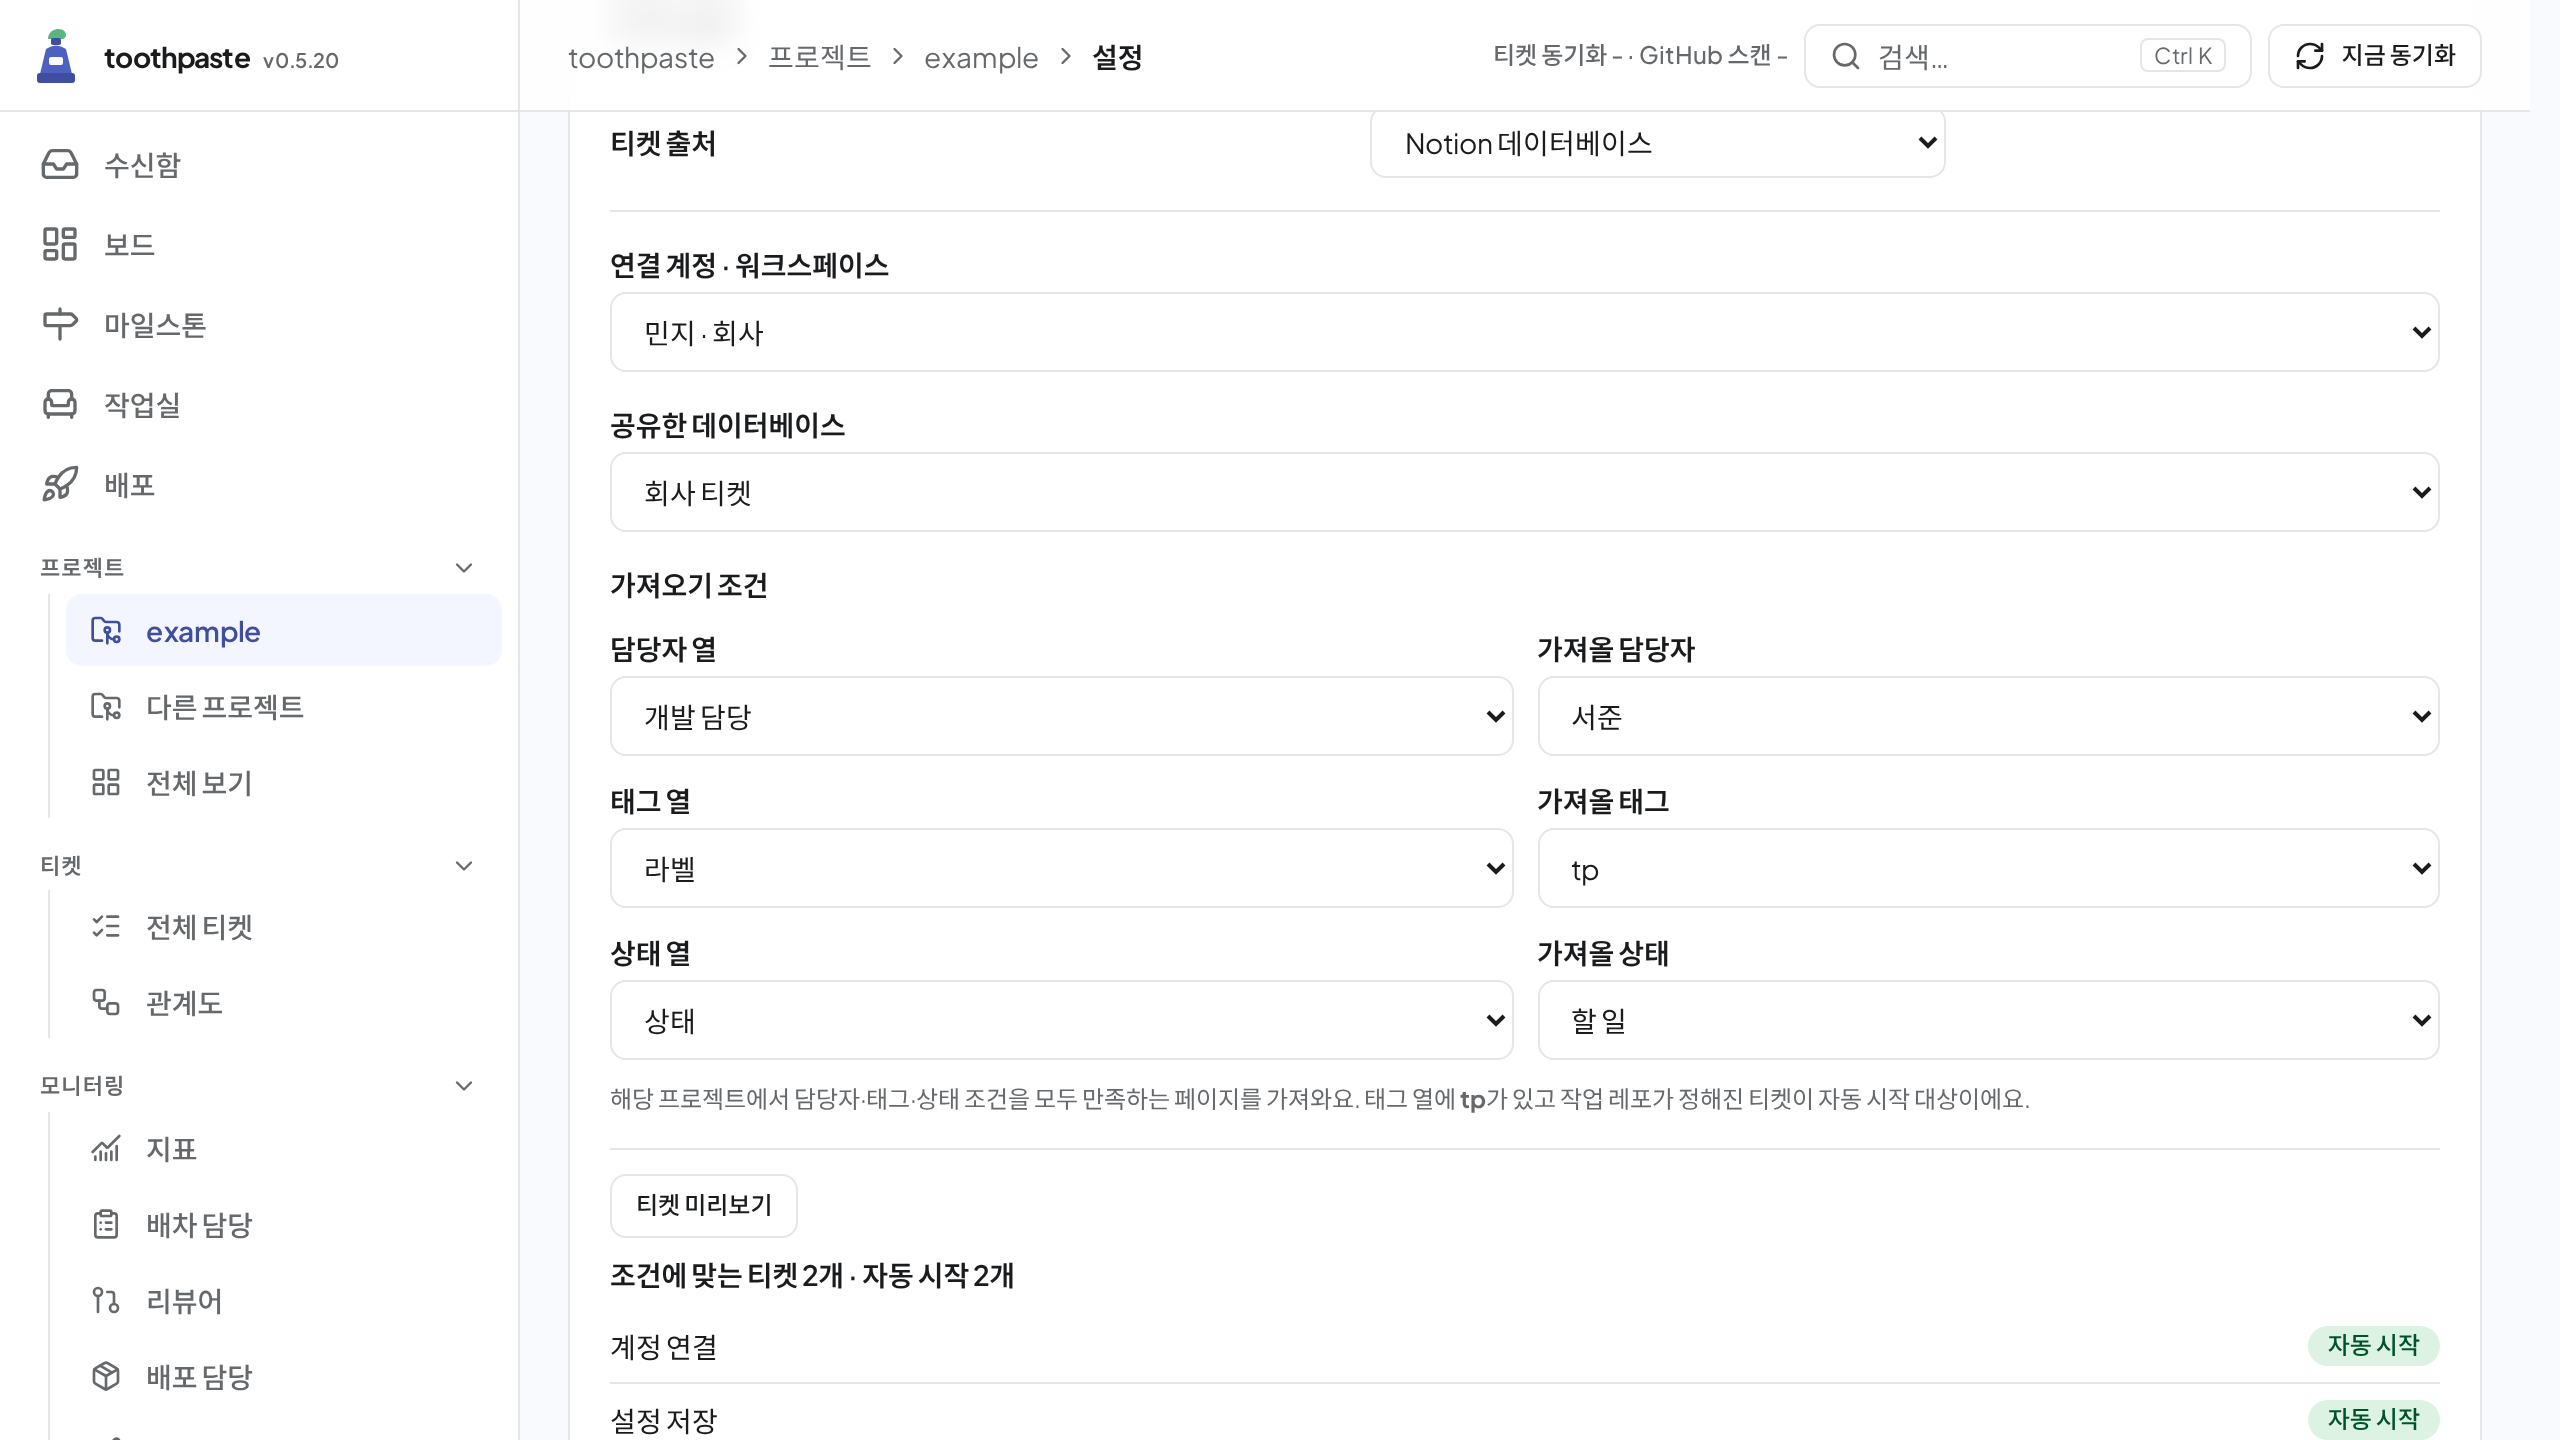 toothpaste v0.5.20
toothpaste > 프로젝트 > example > 설정
티켓 동기화 - · GitHub 스캔 -
검색...
Ctrl K
지금 동기화
수신함
보드
마일스톤
작업실
배포
프로젝트
example
다른 프로젝트
전체 보기
티켓
전체 티켓
관계도
모니터링
지표
배차 담당
리뷰어
배포 담당
티켓 출처
Notion 데이터베이스
연결 계정 · 워크스페이스
민지 · 회사
공유한 데이터베이스
회사 티켓
가져오기 조건
담당자 열
가져올 담당자
개발 담당
서준
태그 열
가져올 태그
라벨
tp
상태 열
가져올 상태
상태
할 일
해당 프로젝트에서 담당자·태그·상태 조건을 모두 만족하는 페이지를 가져와요. 태그 열에 tp가 있고 작업 레포가 정해진 티켓이 자동 시작 대상이에요.
티켓 미리보기
조건에 맞는 티켓 2개 · 자동 시작 2개
계정 연결
자동 시작
설정 저장
자동 시작